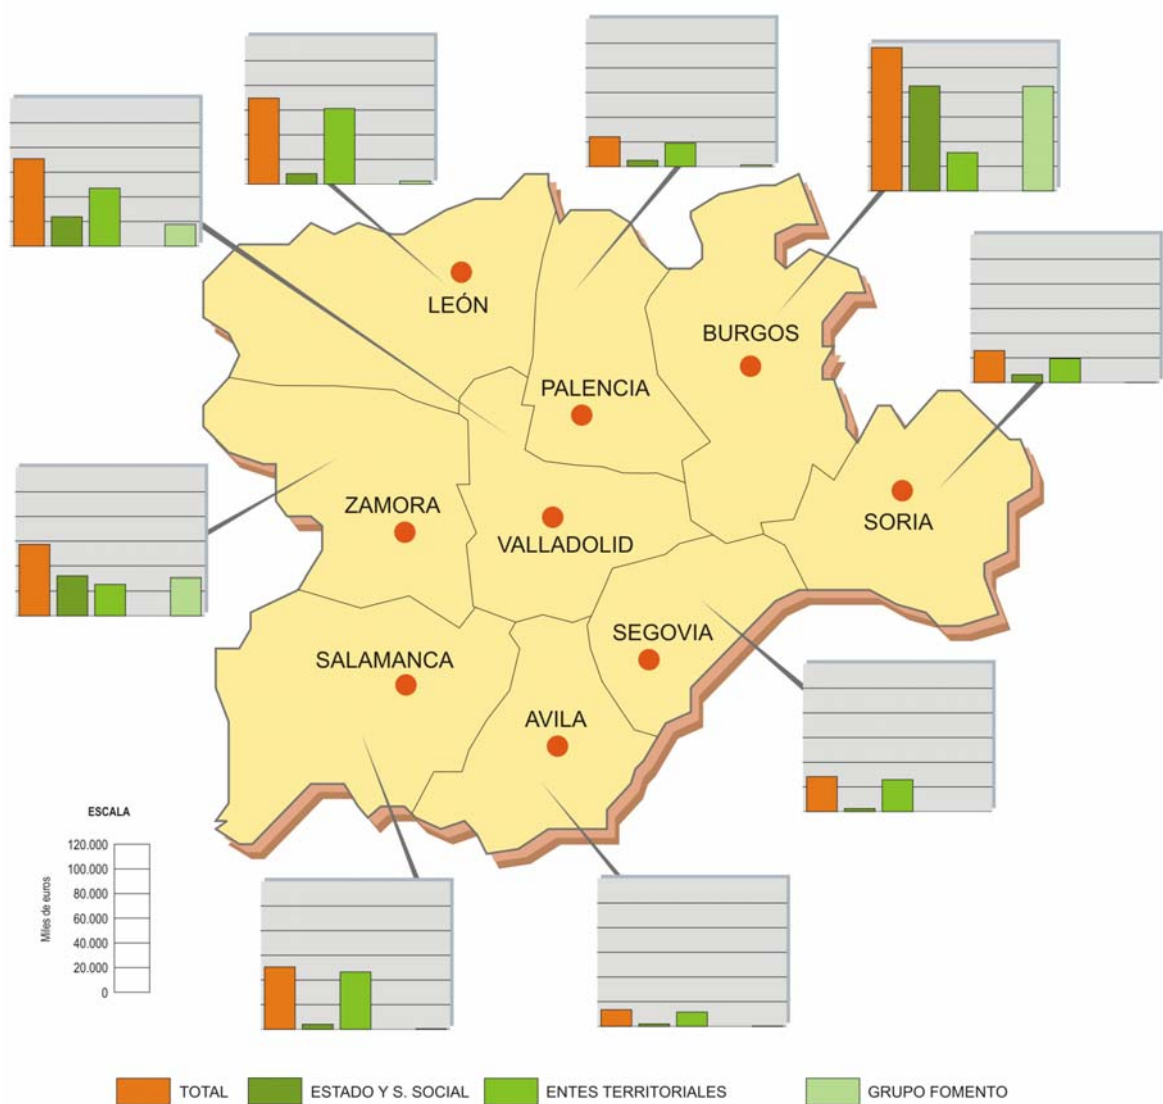 LEÓN
BURGOS
PALENCIA
ZAMORA
SORIA
VALLADOLID
SEGOVIA
SALAMANCA
AVILA
ESCALA
Miles de euros
120.000
100.000
80.000
60.000
40.000
20.000
0
TOTAL ESTADO Y S. SOCIAL ENTES TERRITORIALES GRUPO FOMENTO